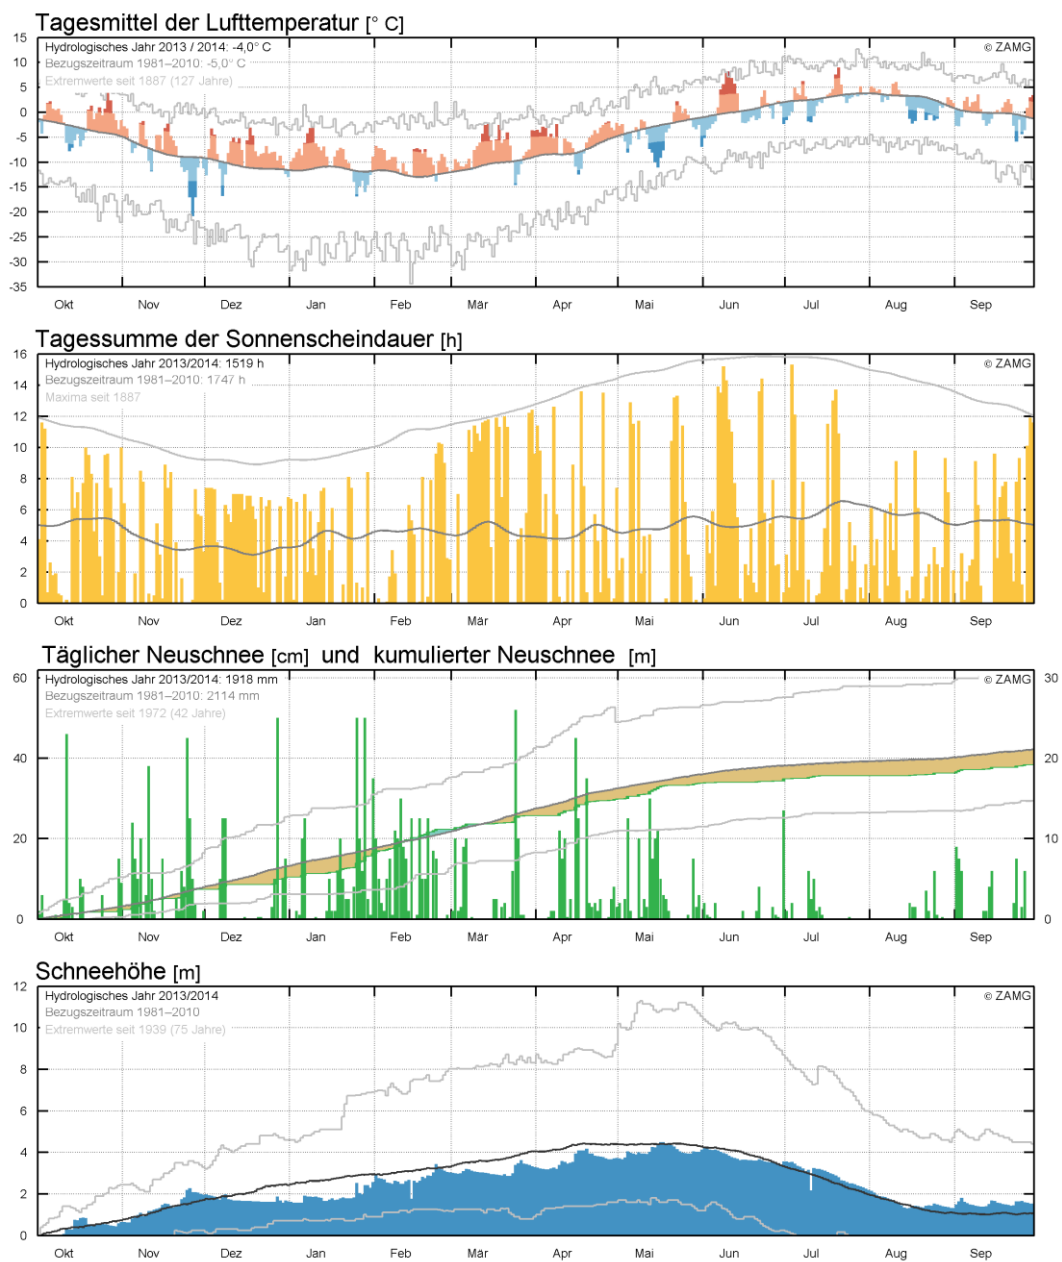 Tagesmittel der Lufttemperatur [° C]
Hydrologisches Jahr 2013 / 2014: -4,0° C
© ZAMG
Bezugszeitraum 1981–2010: -5,0° C
Extremwerte seit 1887 (127 Jahre)
15
10
5
0
-5
-10
-15
-20
-25
-30
-35
Okt Nov Dez Jan Feb Mär Apr Mai Jun Jul Aug Sep
Tagessumme der Sonnenscheindauer [h]
Hydrologisches Jahr 2013/2014: 1519 h
© ZAMG
Bezugszeitraum 1981–2010: 1747 h
Maxima seit 1887
16
14
12
10
8
6
4
2
0
Okt Nov Dez Jan Feb Mär Apr Mai Jun Jul Aug Sep
Täglicher Neuschnee [cm] und kumulierter Neuschnee [m]
Hydrologisches Jahr 2013/2014: 1918 mm
© ZAMG
Bezugszeitraum 1981–2010: 2114 mm
Extremwerte seit 1972 (42 Jahre)
60
40
20
0
30
20
10
0
Okt Nov Dez Jan Feb Mär Apr Mai Jun Jul Aug Sep
Schneehöhe [m]
Hydrologisches Jahr 2013/2014
© ZAMG
Bezugszeitraum 1981–2010
Extremwerte seit 1939 (75 Jahre)
12
10
8
6
4
2
0
Okt Nov Dez Jan Feb Mär Apr Mai Jun Jul Aug Sep